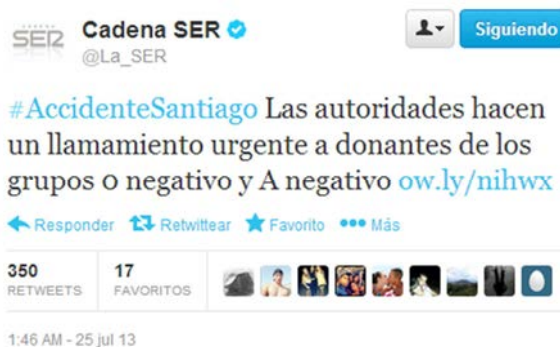 SER Cadena SER
@La_SER
Siguiendo
#AccidenteSantiago Las autoridades hacen
un llamamiento urgente a donantes de los
grupos 0 negativo y A negativo ow.ly/nihwx
Responder Retwittear Favorito Más
350 17
RETWEETS FAVORITOS
1:46 AM - 25 jul 13